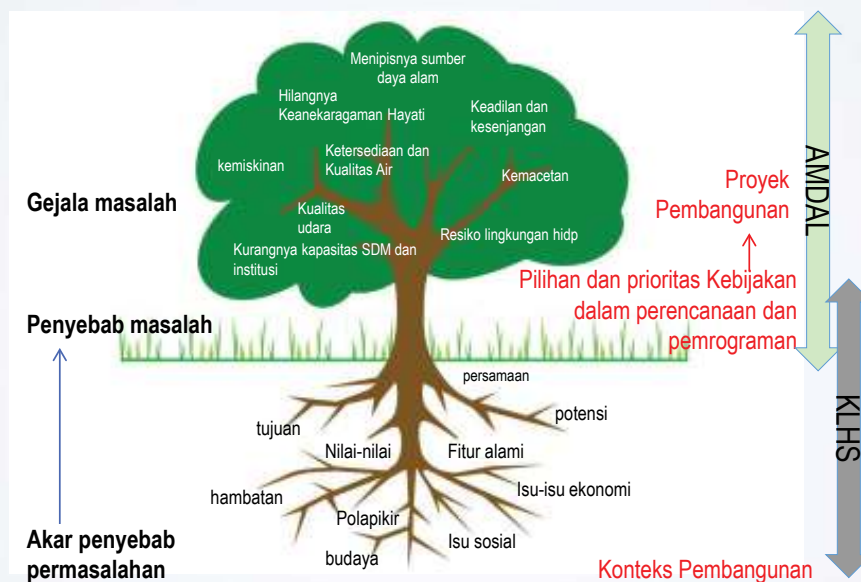 Menipisnya sumber
daya alam
Hilangnya
Keanekaragaman Hayati
Keadilan dan
kesenjangan
Ketersediaan dan
Kualitas Air
kemiskinan
Kemacetan
Gejala masalah
Kualitas
udara
Kurangnya kapasitas SDM dan
institusi
Resiko lingkungan hidp
Proyek
Pembangunan
AMDAL
Pilihan dan prioritas Kebijakan
dalam perencanaan dan
pemrograman
Penyebab masalah
persamaan
potensi
tujuan
Nilai-nilai
Fitur alami
KLHS
hambatan
Isu-isu ekonomi
Polapikir
budaya
Isu sosial
Akar penyebab
permasalahan
Konteks Pembangunan